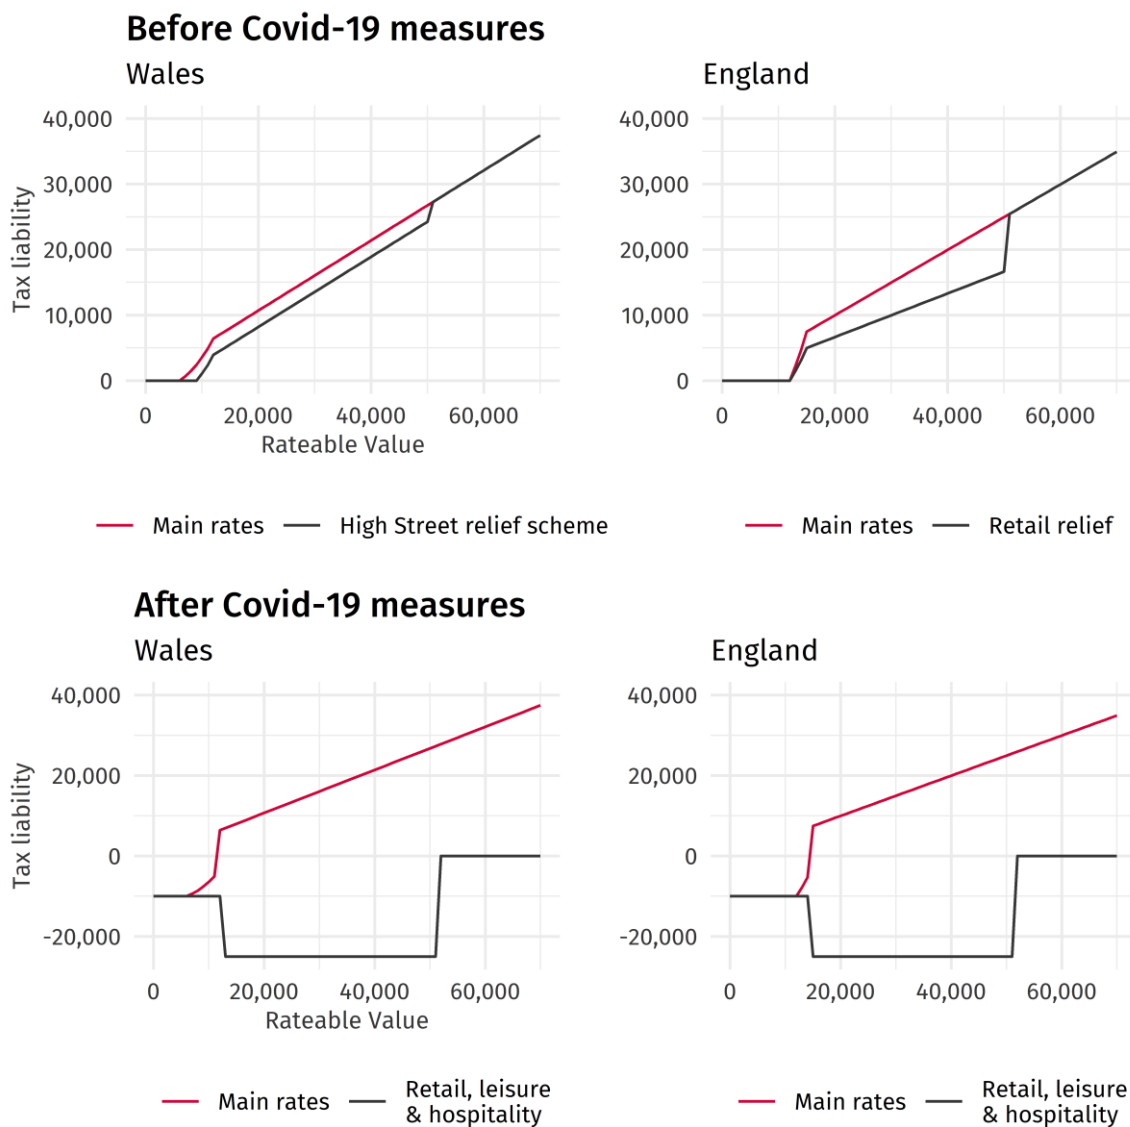 Before Covid-19 measures
Wales
England
Tax liability
40,000
30,000
20,000
10,000
0
0 20,000 40,000 60,000
Rateable Value
40,000
30,000
20,000
10,000
0
0 20,000 40,000 60,000
Main rates High Street relief scheme
Main rates Retail relief
After Covid-19 measures
Wales
England
Tax liability
40,000
20,000
0
-20,000
0 20,000 40,000 60,000
Rateable Value
40,000
20,000
0
-20,000
0 20,000 40,000 60,000
Main rates Retail, leisure
& hospitality
Main rates Retail, leisure
& hospitality